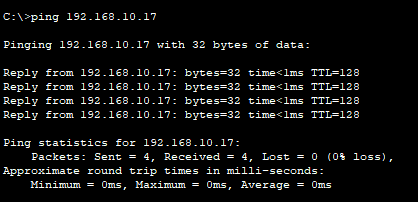 C:\>ping 192.168.10.17
Pinging 192.168.10.17 with 32 bytes of data:
Reply from 192.168.10.17: bytes=32 time<1ms TTL=128
Reply from 192.168.10.17: bytes=32 time<1ms TTL=128
Reply from 192.168.10.17: bytes=32 time<1ms TTL=128
Reply from 192.168.10.17: bytes=32 time<1ms TTL=128
Ping statistics for 192.168.10.17:
    Packets: Sent = 4, Received = 4, Lost = 0 (0% loss),
Approximate round trip times in milli-seconds:
    Minimum = 0ms, Maximum = 0ms, Average = 0ms